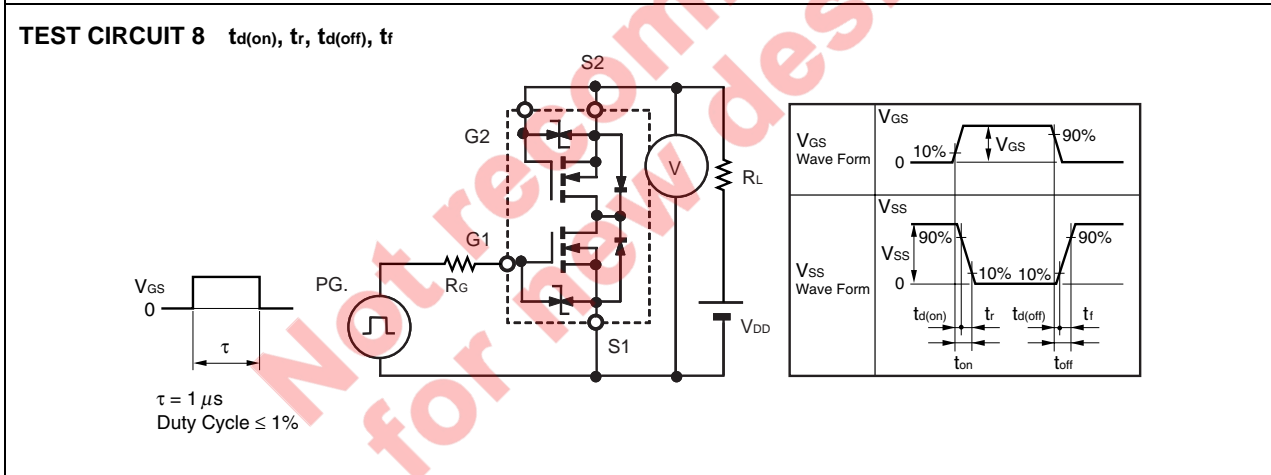 TEST CIRCUIT 8 td(on), tr, td(off), tf
Not recom
for new des
S2
G2
V
RL
G1
RG
PG.
VGS
0
τ
τ = 1 μs
Duty Cycle ≤ 1%
S1
VDD
VGS
Wave Form
VGS
10%
0
VGS
90%
VSS
Wave Form
VSS
90%
VSS
0
10% 10%
90%
td(on) tr td(off) tf
ton toff